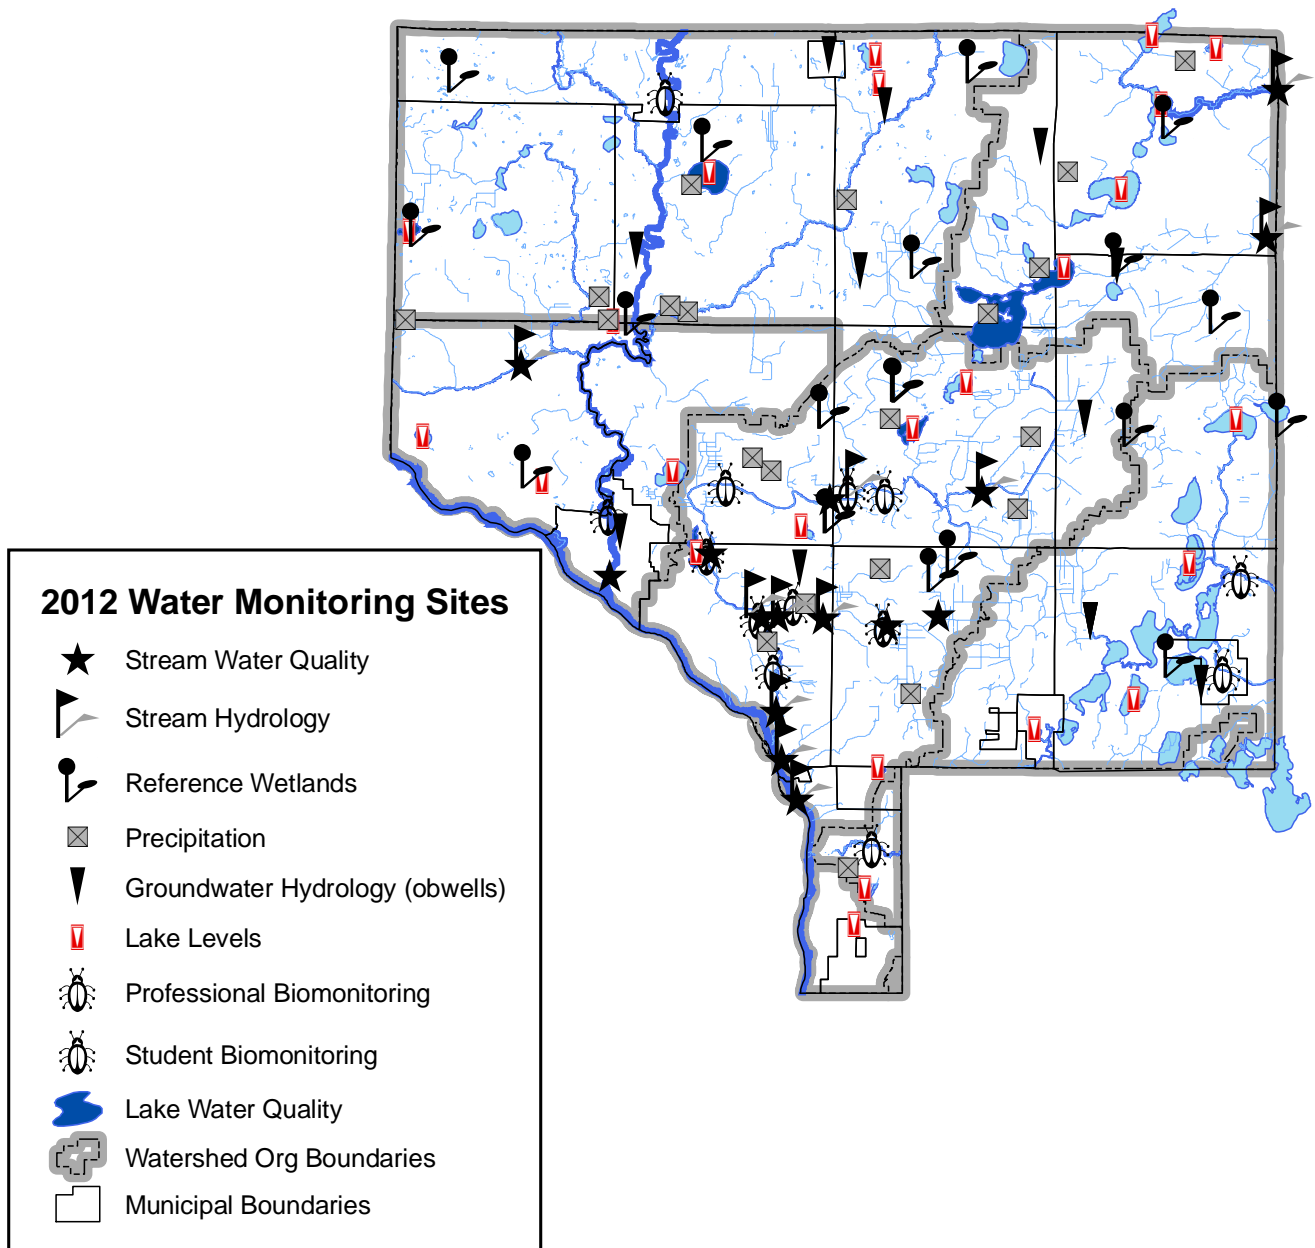 2012 Water Monitoring Sites
Stream Water Quality
Stream Hydrology
Reference Wetlands
Precipitation
Groundwater Hydrology (obwells)
Lake Levels
Professional Biomonitoring
Student Biomonitoring
Lake Water Quality
Watershed Org Boundaries
Municipal Boundaries